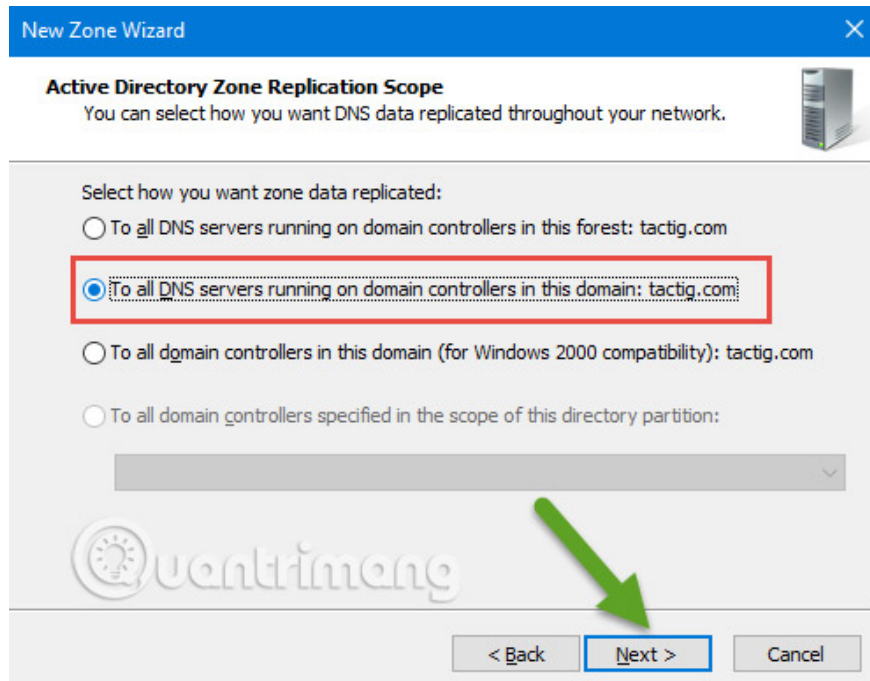 New Zone Wizard
Active Directory Zone Replication Scope
You can select how you want DNS data replicated throughout your network.
Select how you want zone data replicated:
To all DNS servers running on domain controllers in this forest: tactig.com
To all DNS servers running on domain controllers in this domain: tactig.com
To all domain controllers in this domain (for Windows 2000 compatibility): tactig.com
To all domain controllers specified in the scope of this directory partition:
Quantrimang
< Back Next > Cancel